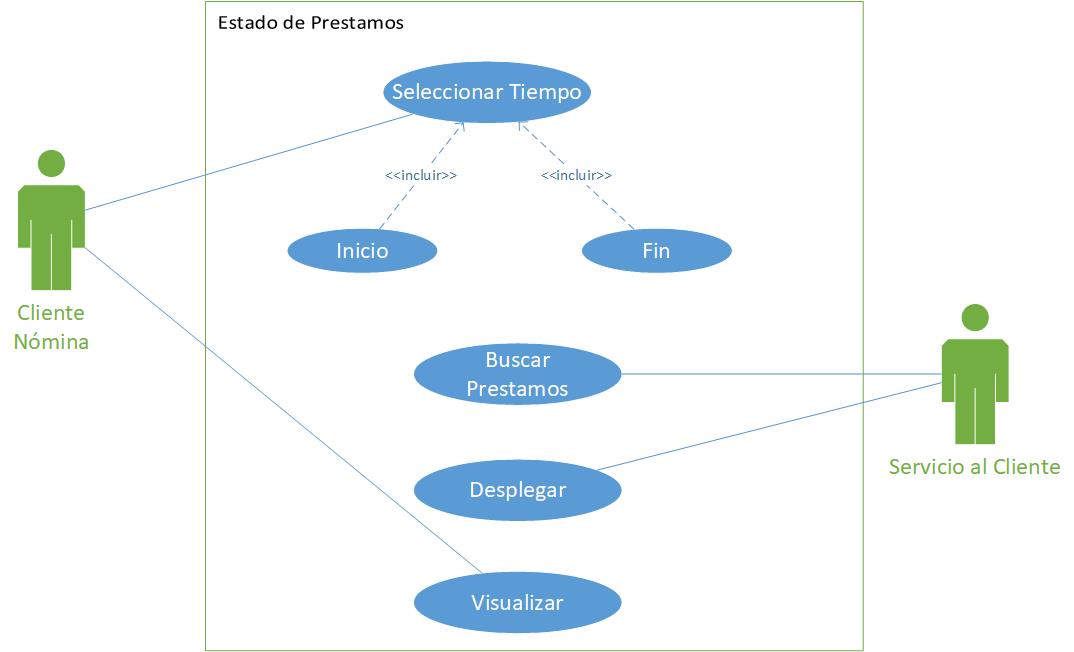 Estado de Prestamos
Seleccionar Tiempo
<<incluir>>
<<incluir>>
Inicio
Fin
Cliente
Nómina
Buscar
Prestamos
Servicio al Cliente
Desplegar
Visualizar